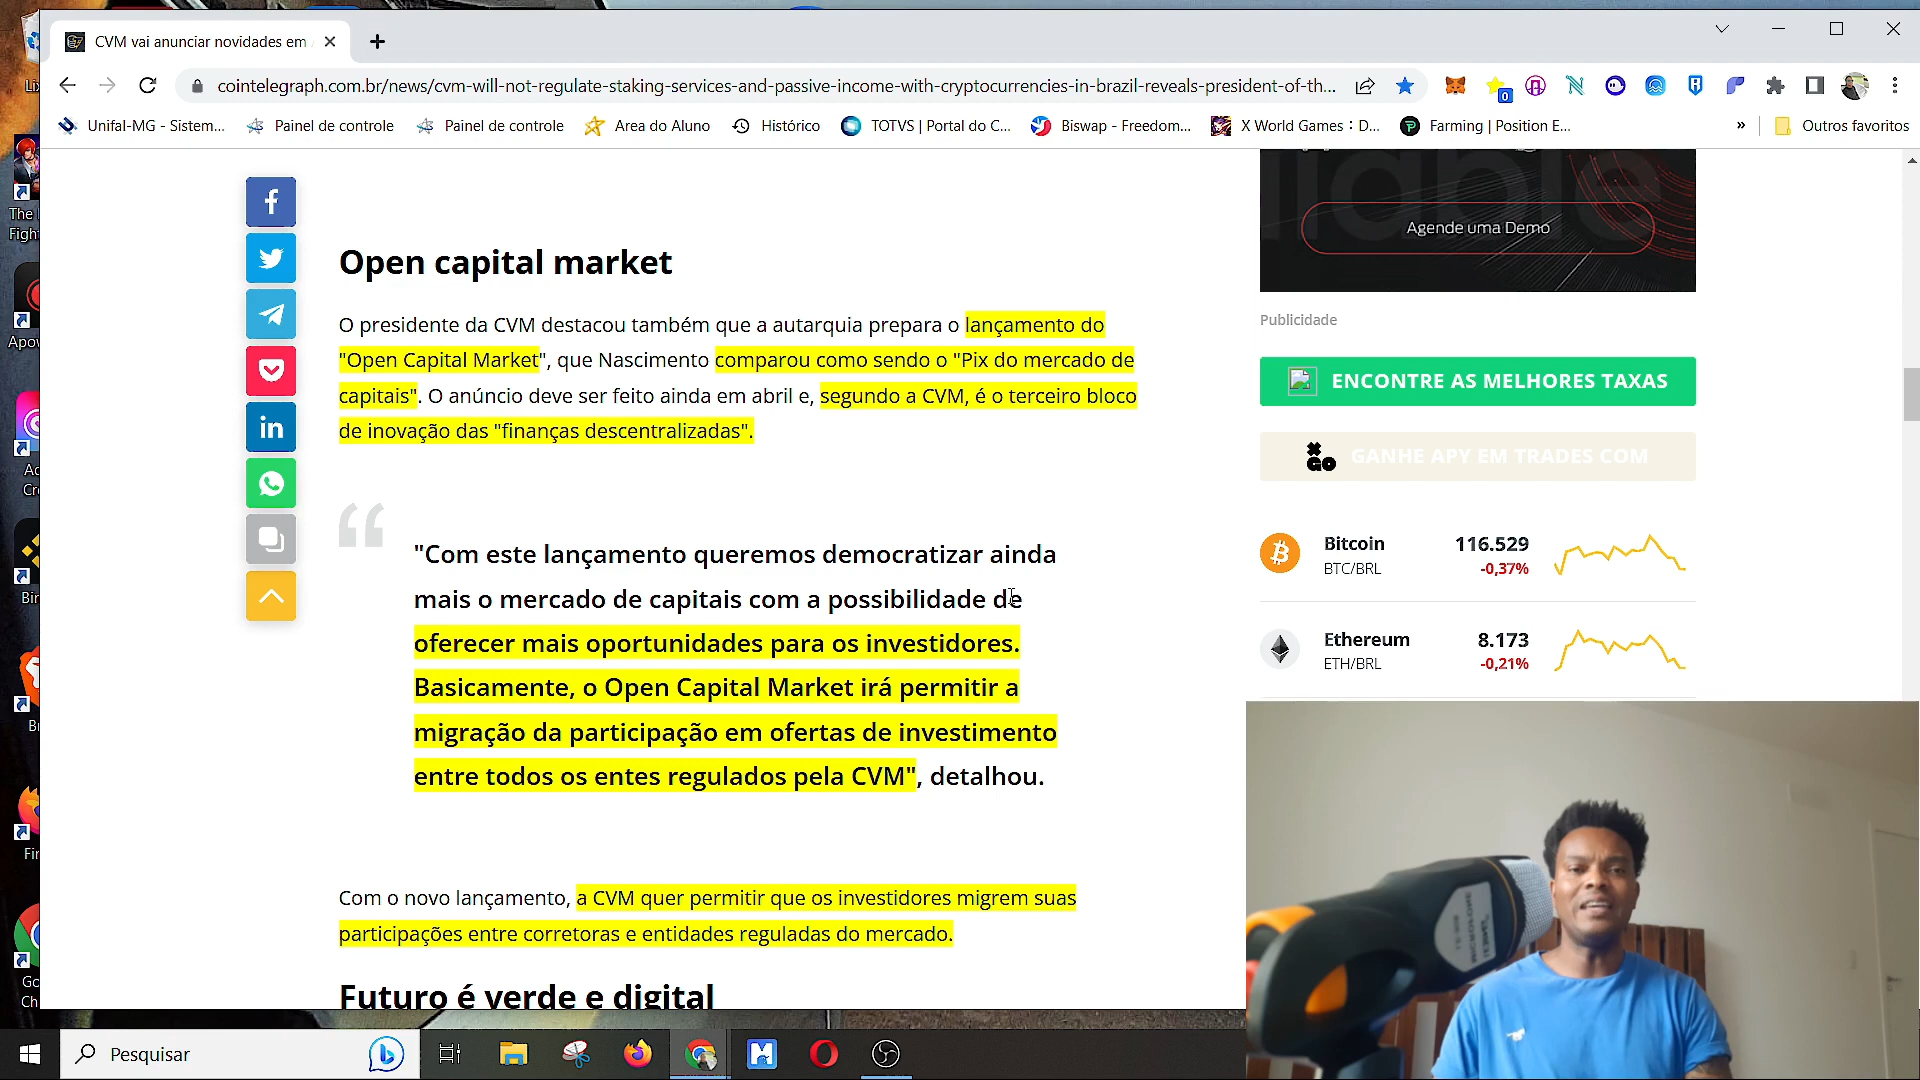 CVM vai anunciar novidades em
cointelegraph.com.br/news/cvm-will-not-regulate-staking-services-and-passive-income-with-cryptocurrencies-in-brazil-reveals-president-of-th...
0
Unifal-MG - Sistem...
Painel de controle
Painel de controle
Area do Aluno
Histórico
TOTVS | Portal do C...
Biswap - Freedom...
X World Games : D...
Farming | Position E...
»
Outros favoritos
Open capital market
O presidente da CVM destacou também que a autarquia prepara o lançamento do
"Open Capital Market", que Nascimento comparou como sendo o "Pix do mercado de
capitais". O anúncio deve ser feito ainda em abril e, segundo a CVM, é o terceiro bloco
de inovação das "finanças descentralizadas".
"Com este lançamento queremos democratizar ainda
mais o mercado de capitais com a possibilidade de
oferecer mais oportunidades para os investidores.
Basicamente, o Open Capital Market irá permitir a
migração da participação em ofertas de investimento
entre todos os entes regulados pela CVM", detalhou.
Com o novo lançamento, a CVM quer permitir que os investidores migrem suas
participações entre corretoras e entidades reguladas do mercado.
Futuro é verde e digital
Agende uma Demo
Publicidade
ENCONTRE AS MELHORES TAXAS
GANHE APY EM TRADES COM
Bitcoin
116.529
BTC/BRL
-0,37%
Ethereum
8.173
ETH/BRL
-0,21%
The
Figh
Pesquisar